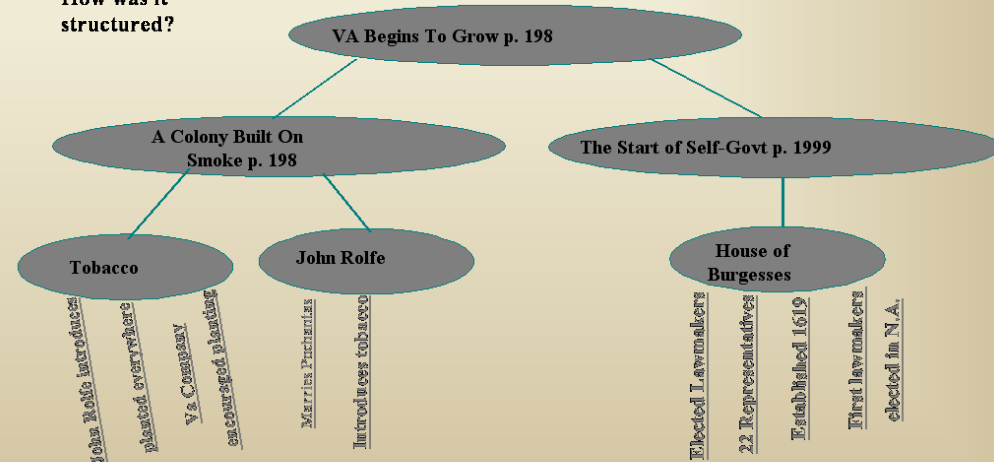 How was it
structured?
VA Begins To Grow p. 198
A Colony Built On
Smoke p. 198
The Start of Self-Govt p. 1999
Tobacco
John Rolfe
House of
Burgesses
John Rolfe introduces
planted everywhere
Va Company
encouraged planting
Marries Pochantas
Introduces tobacco
Elected Lawmakers
22 Representatives
Established 1619
First lawmakers
elected in N.A.